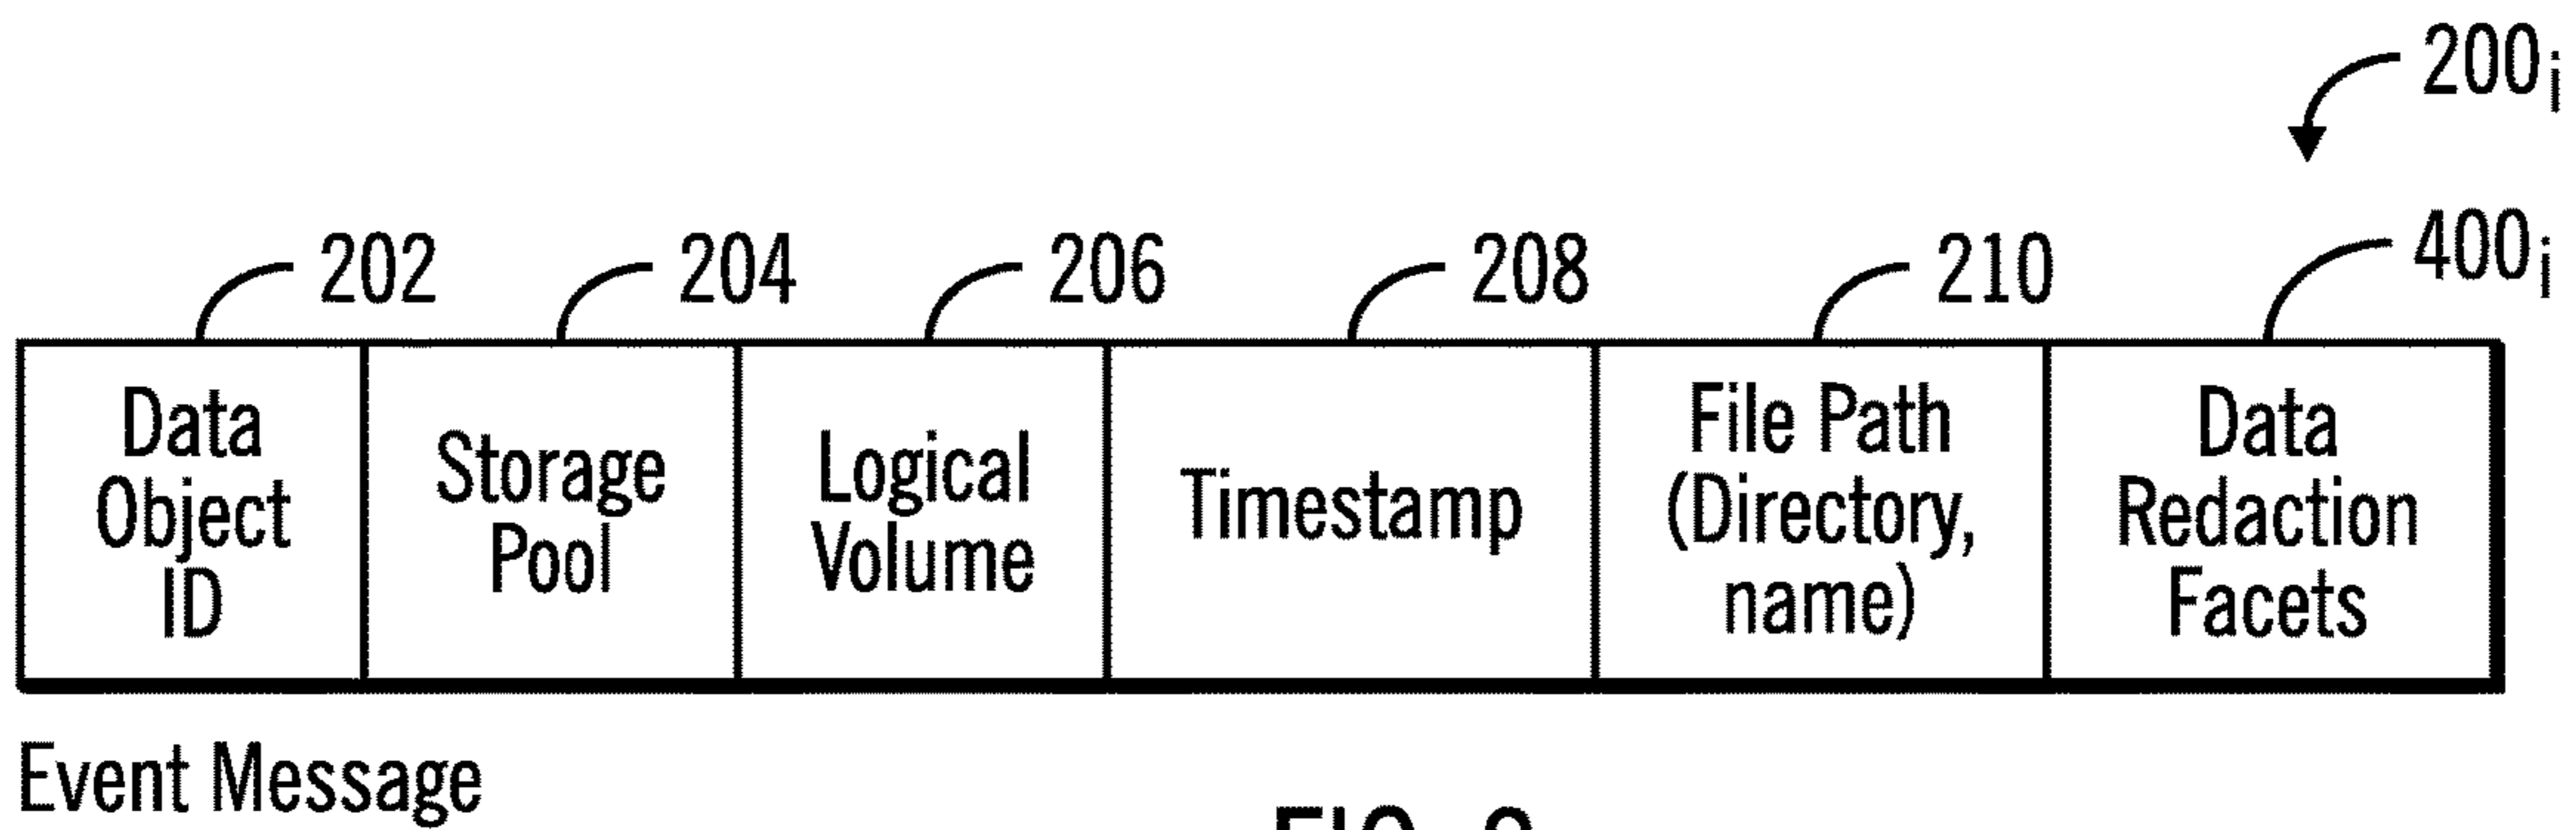 200i
202 204 206 208 210 400i
Data
Object
ID
Storage
Pool
Logical
Volume
Timestamp
File Path
(Directory,
name)
Data
Redaction
Facets
Event Message